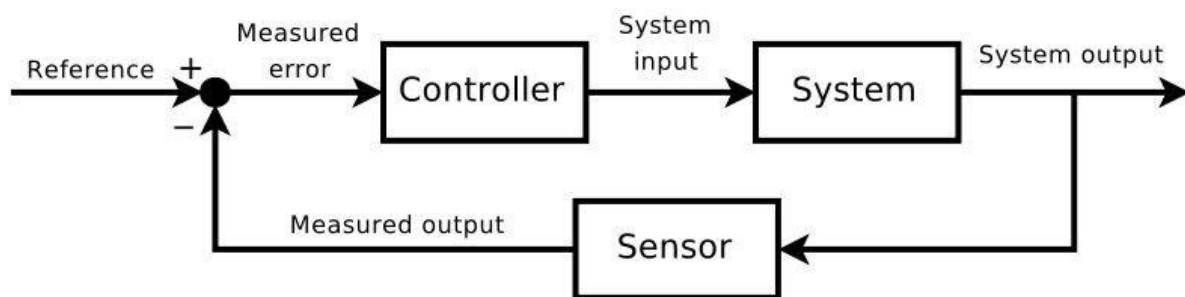 Reference
+
−
Measured
error
Controller
System
input
System
System output
Measured output
Sensor